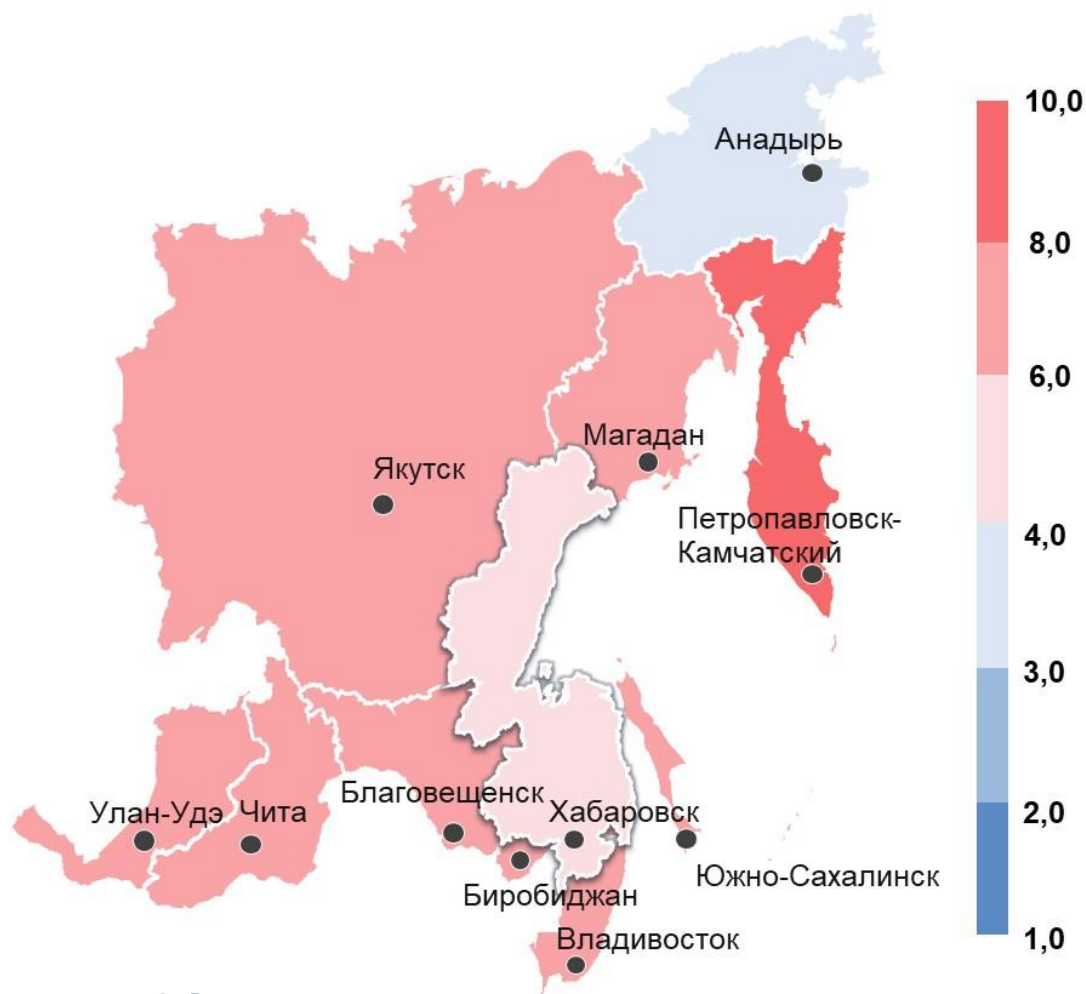 10,0
Анадырь
8,0
6,0
Магадан
Якутск
Петропавловск-
Камчатский
4,0
3,0
Благовещенск
Улан-Удэ
Чита
Хабаровск
2,0
Южно-Сахалинск
Биробиджан
Владивосток
1,0